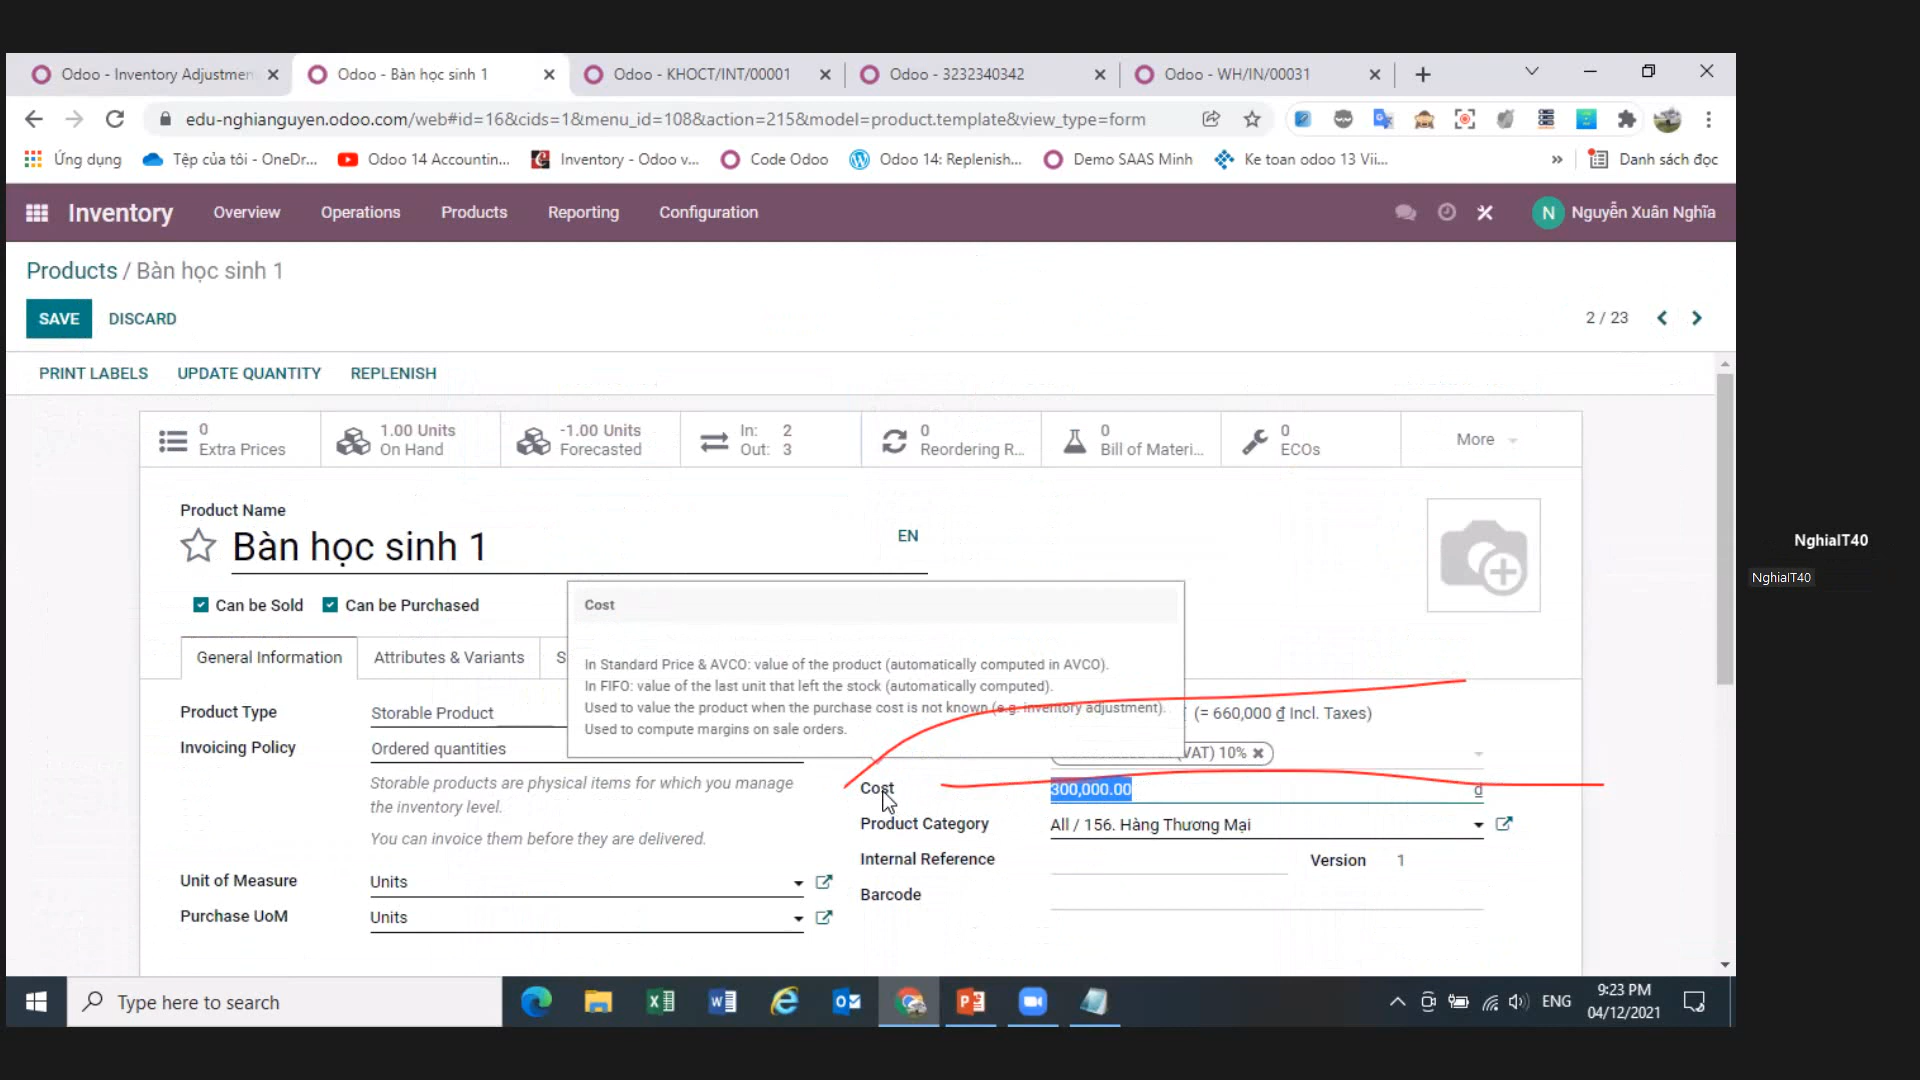 Odoo - Inventory Adjustmen
Odoo - Bàn học sinh 1
Odoo - KHOCT/INT/00001
Odoo - 3232340342
Odoo - WH/IN/00031
edu-nghianguyen.odoo.com/web#id=16&cids=1&menu_id=108&action=215&model=product.template&view_type=form
Ứng dụng
Tệp của tôi - OneDr...
Odoo 14 Accountin...
Inventory - Odoo v...
Code Odoo
Odoo 14: Replenish...
Demo SAAS Minh
Ke toan odoo 13 Vii...
»
Danh sách đọc
Inventory
Overview
Operations
Products
Reporting
Configuration
N
Nguyễn Xuân Nghĩa
Products / Bàn học sinh 1
SAVE
DISCARD
2 / 23
PRINT LABELS
UPDATE QUANTITY
REPLENISH
0
Extra Prices
1.00 Units
On Hand
-1.00 Units
Forecasted
In: 2
Out: 3
0
Reordering R...
0
Bill of Materi...
0
ECOs
More
Product Name
Bàn học sinh 1
EN
Can be Sold
Can be Purchased
Cost
General Information
Attributes & Variants
S
In Standard Price & AVCO: value of the product (automatically computed in AVCO).
In FIFO: value of the last unit that left the stock (automatically computed).
Used to value the product when the purchase cost is not known (e.g. inventory adjustment).
Used to compute margins on sale orders.
Product Type
Storable Product
(= 660,000 ₫ Incl. Taxes)
Invoicing Policy
Ordered quantities
(VAT) 10%
Storable products are physical items for which you manage
the inventory level.
You can invoice them before they are delivered.
Cost
300,000.00
₫
Product Category
All / 156. Hàng Thương Mại
Internal Reference
Version
1
Barcode
Unit of Measure
Units
Purchase UoM
Units
NghiaIT40
NghiaIT40
Type here to search
ENG
9:23 PM
04/12/2021